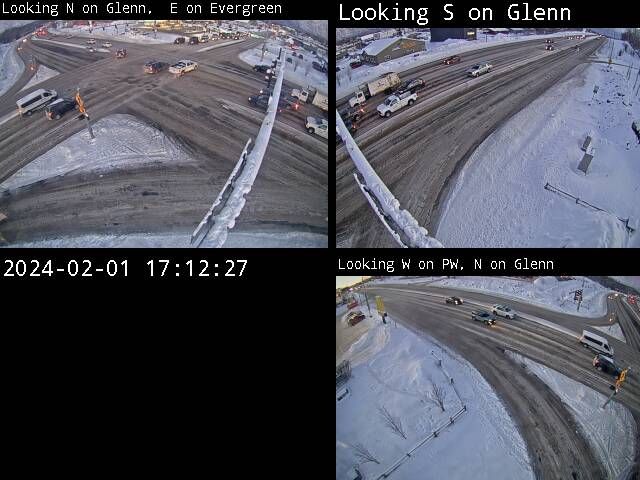 Looking N on Glenn,  E on Evergreen
Looking S on Glenn
2024-02-01 17:12:27
Looking W on PW, N on Glenn